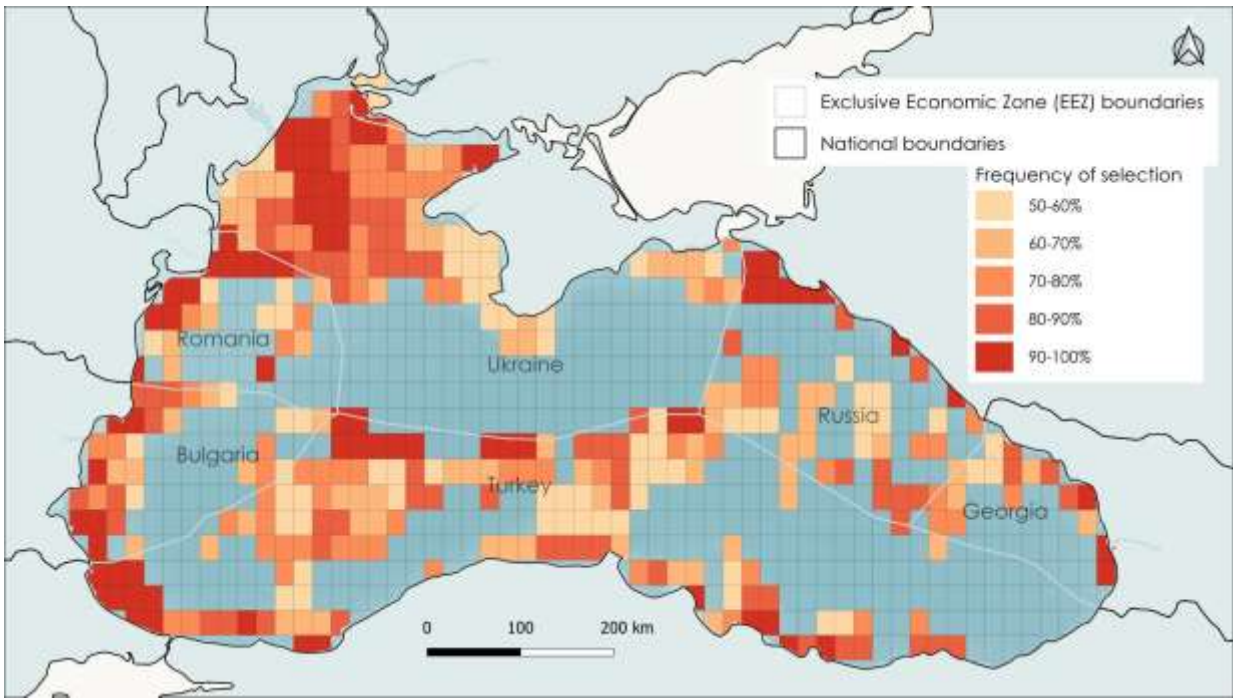 Exclusive Economic Zone (EEZ) boundaries
National boundaries
Frequency of selection
50-60%
60-70%
70-80%
80-90%
90-100%
Romania
Ukraine
Russia
Bulgaria
Turkey
Georgia
0 100 200 km